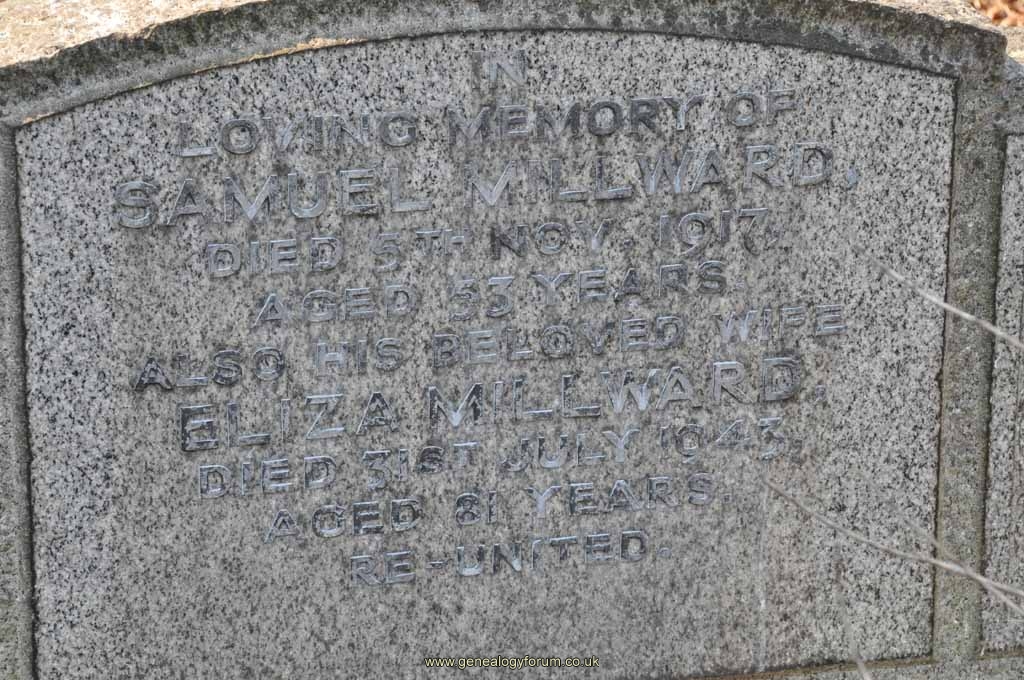 IN
LOVING MEMORY OF
SAMUEL MILLWARD,
DIED 5TH NOV. 1917,
AGED 53 YEARS.
ALSO HIS BELOVED WIFE
ELIZA MILLWARD,
DIED 31ST JULY 1943,
AGED 81 YEARS.
RE-UNITED.
www.genealogyforum.co.uk